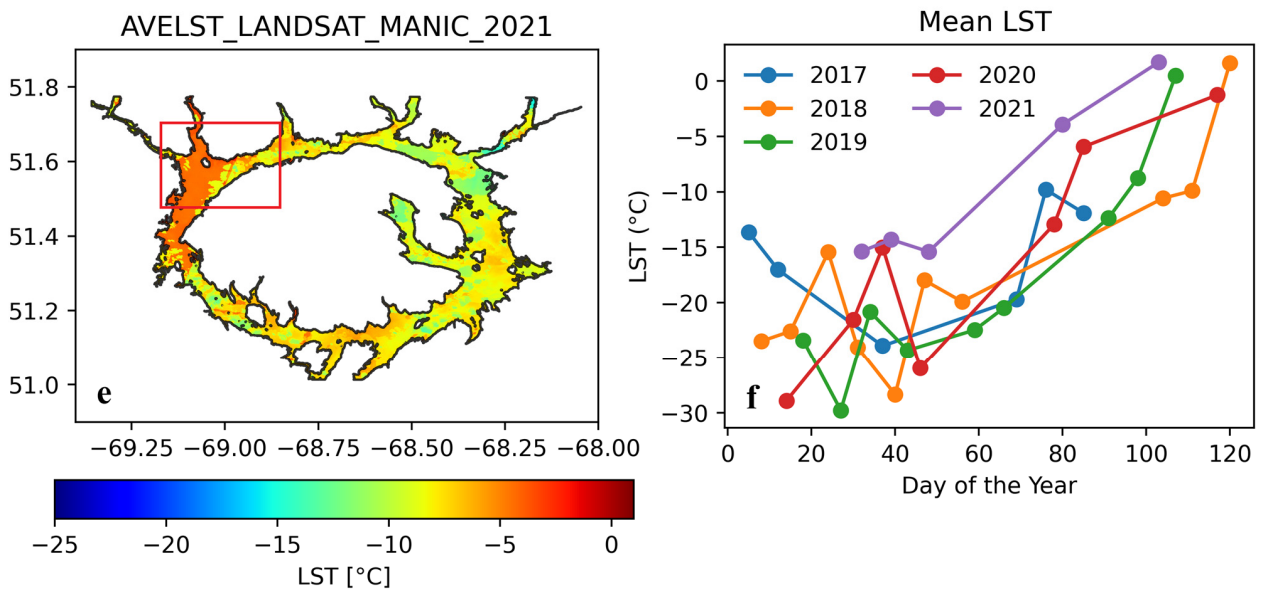 AVELST_LANDSAT_MANIC_2021
51.8
51.6
51.4
51.2
51.0
e
−69.25 −69.00 −68.75 −68.50 −68.25 −68.00
−25 −20 −15 −10 −5 0
LST [°C]
Mean LST
2017 2020
2018 2021
2019
0
−5
−10
−15
−20
−25
−30
LST (°C)
f
0 20 40 60 80 100 120
Day of the Year